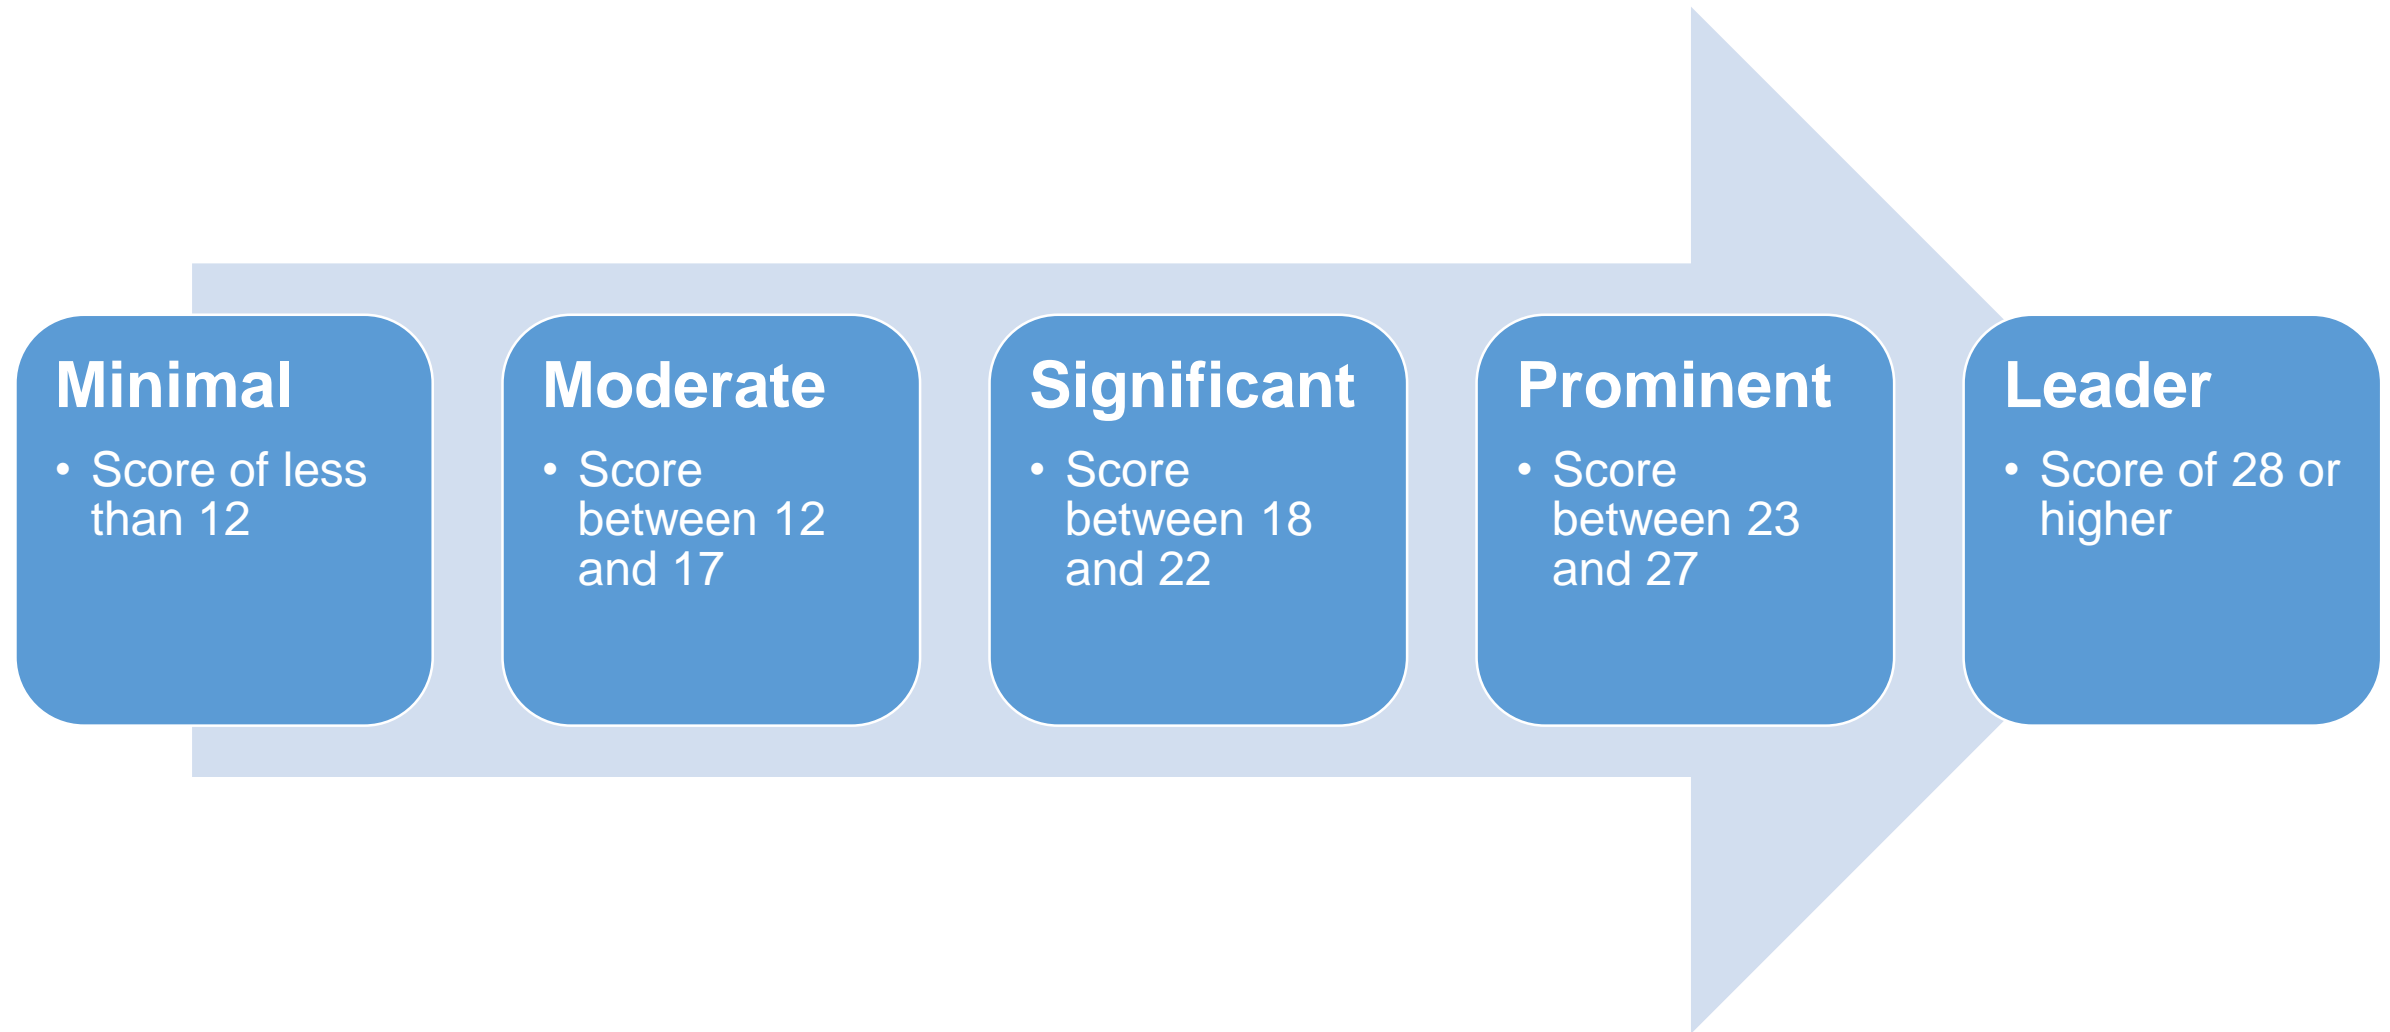 Minimal
• Score of less
than 12
Moderate
• Score
between 12
and 17
Significant
• Score
between 18
and 22
Prominent
• Score
between 23
and 27
Leader
• Score of 28 or
higher